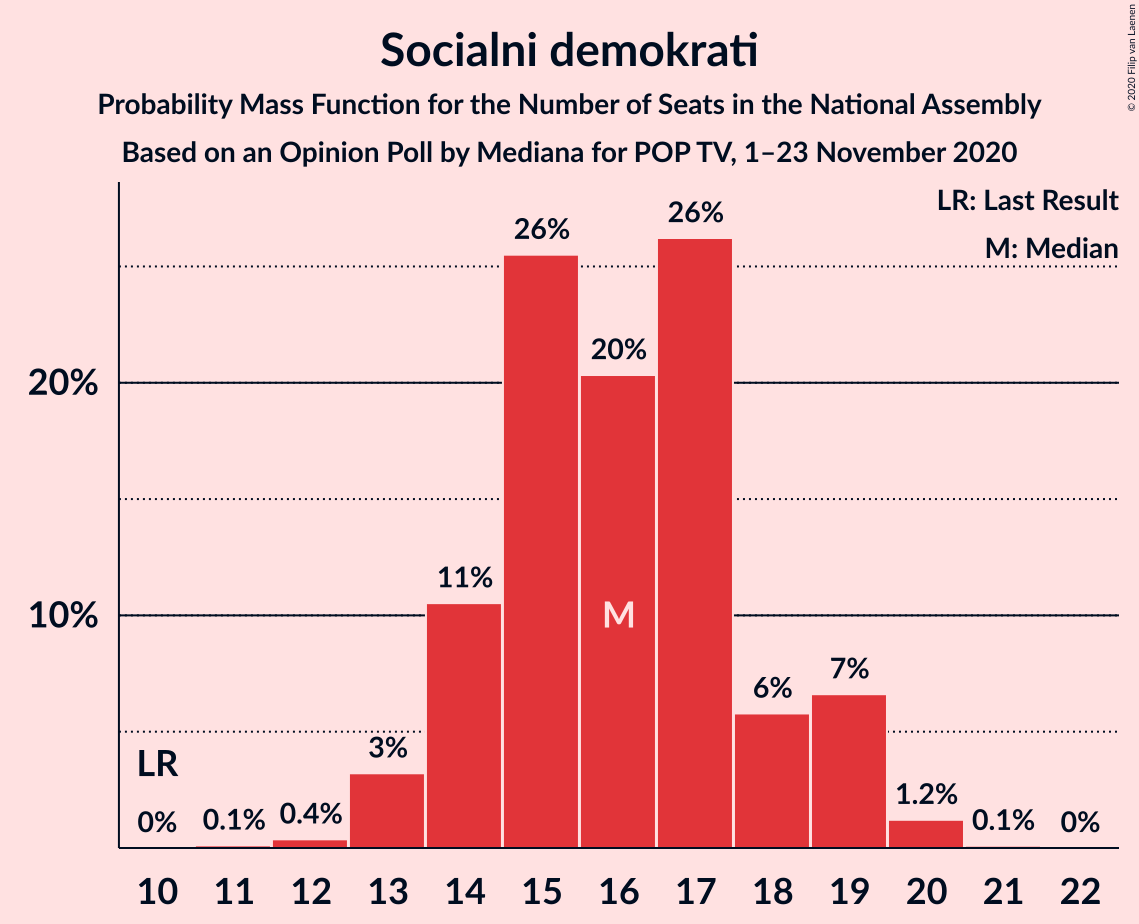 Socialni demokrati
Probability Mass Function for the Number of Seats in the National Assembly
Based on an Opinion Poll by Mediana for POP TV, 1–23 November 2020
© 2020 Filip van Laenen
LR: Last Result
M: Median
20%
10%
LR
0%
0.1%
0.4%
3%
11%
26%
20%
M
26%
6%
7%
1.2%
0.1%
0%
10 11 12 13 14 15 16 17 18 19 20 21 22